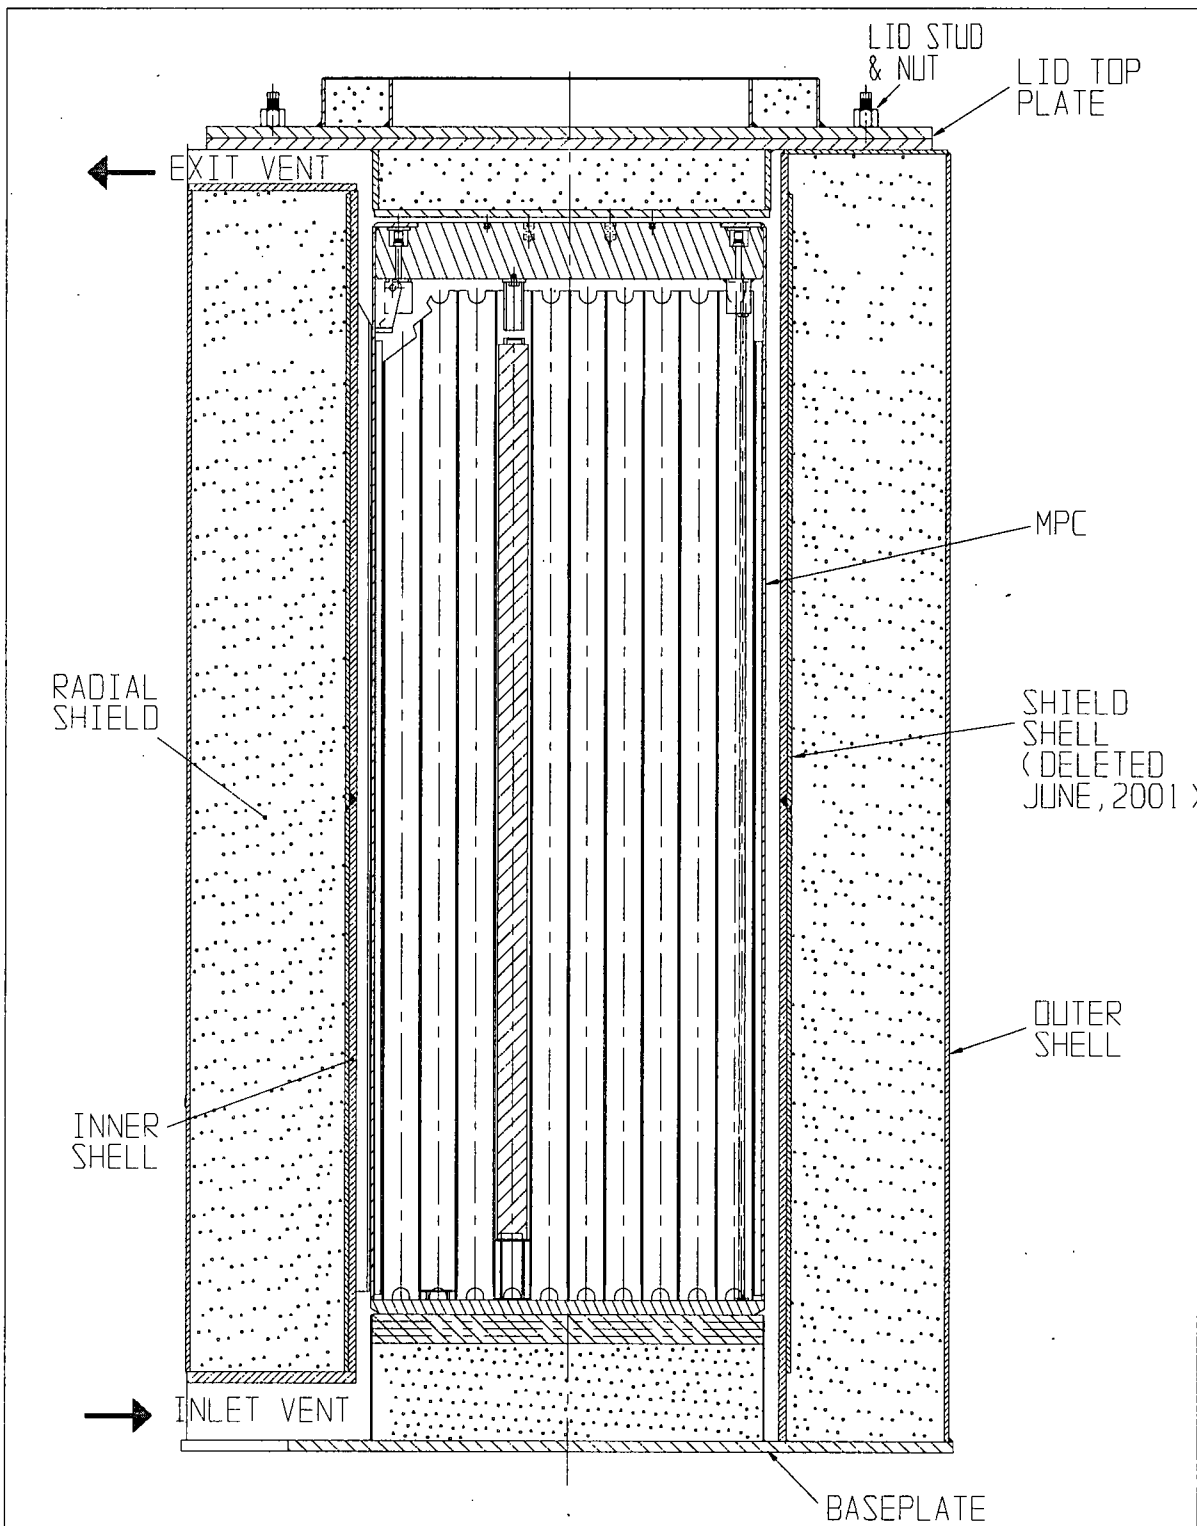 LID STUD
& NUT
LID TOP
PLATE
EXIT VENT
MPC
RADIAL
SHIELD
SHIELD
SHELL
(DELETED
JUNE,2001)
OUTER
SHELL
INNER
SHELL
INLET VENT
BASEPLATE